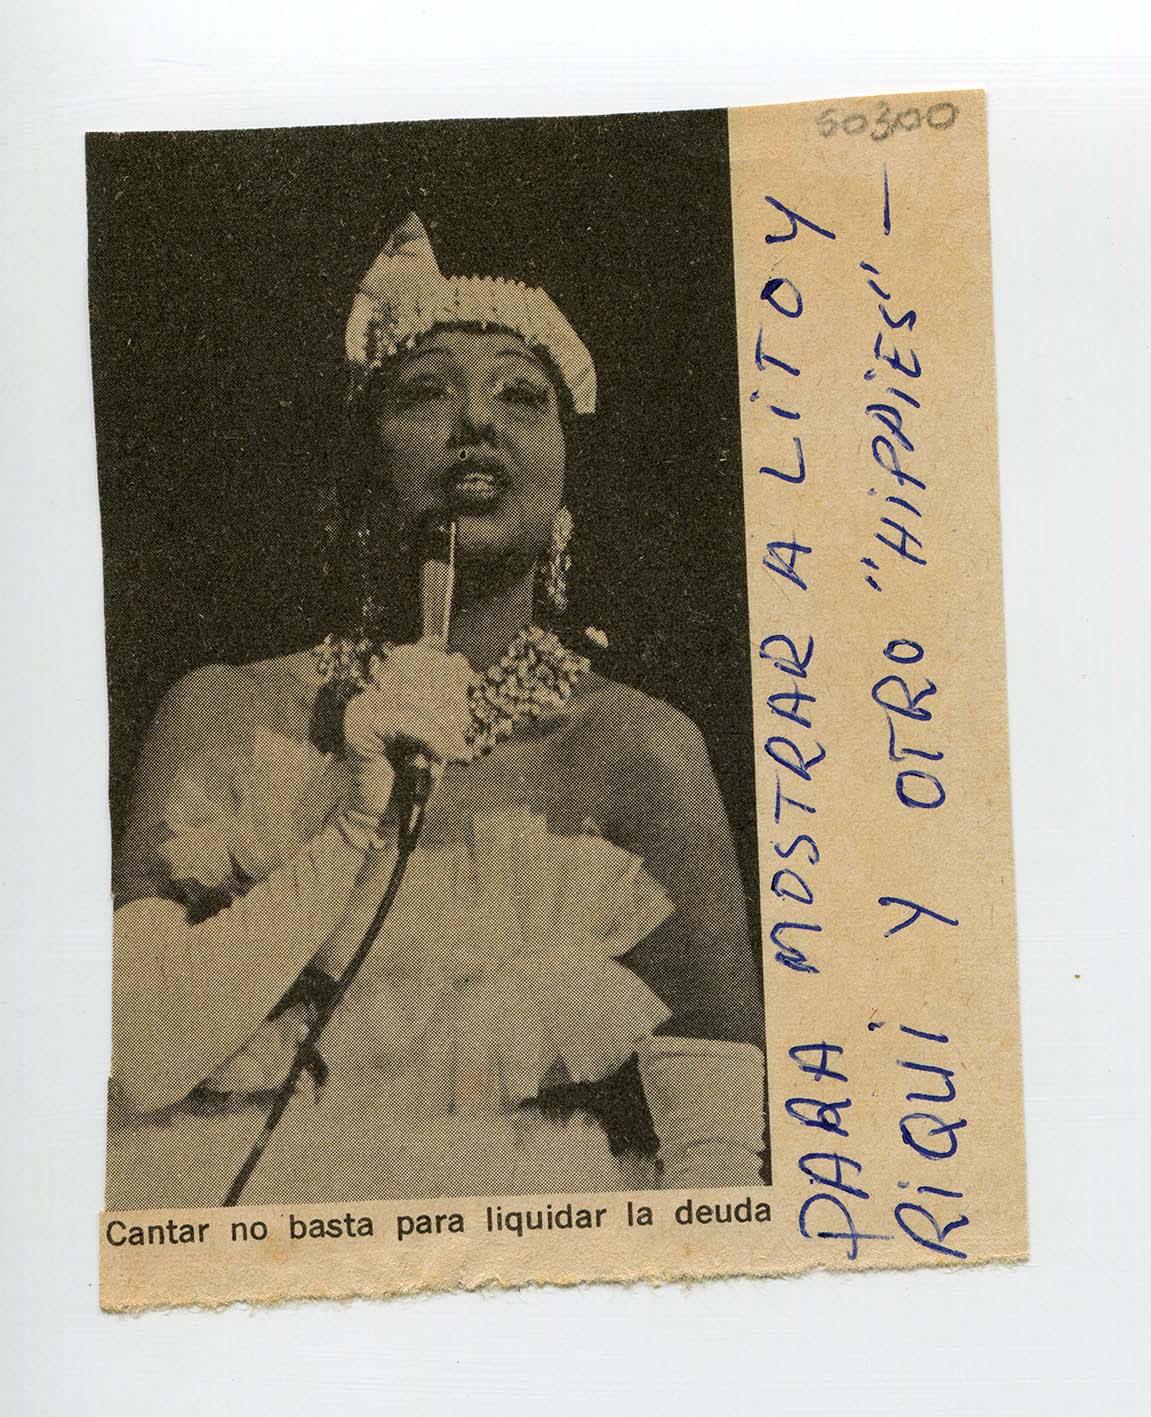 50300
PARA MOSTRAR A LiTO Y
RiQUi Y OTRO "HiPPiES" —
Cantar no basta para liquidar la deuda